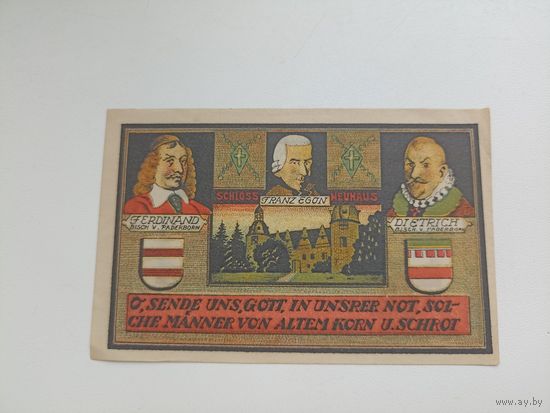 SCHLOSS NEUHAUS
FRANZ EGON
FERDINAND
BISCH V. PADERBORN
DIETRICH
BISCH V. PADERBORN
O, SENDE UNS, GOTT, IN UNSRER NOT, SOL-
CHE MÄNNER VON ALTEM KORN U. SCHROT
www.ay.by